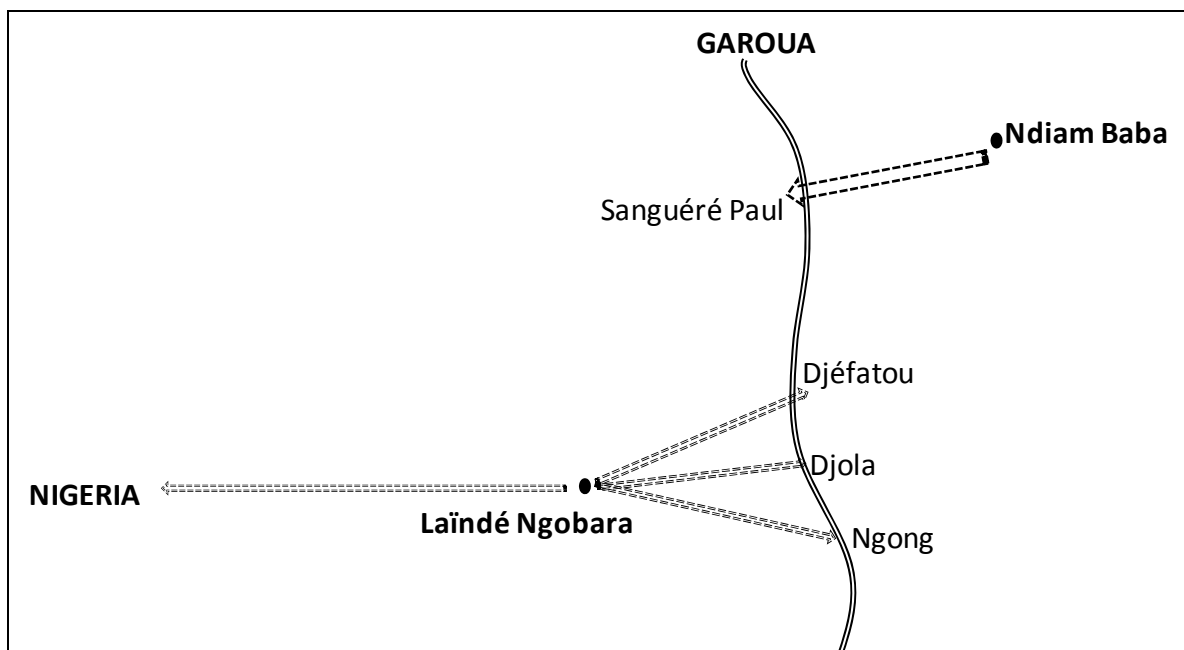 GAROUA
Ndiam Baba
Sanguéré Paul
Djéfatou
Djola
NIGERIA
Laïndé Ngobara
Ngong